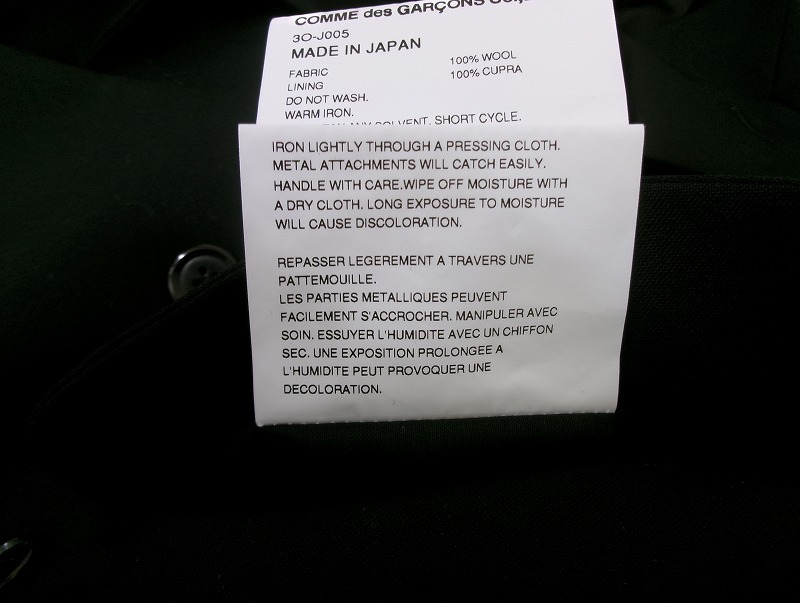 COMME des GARÇONS
3O-J005
MADE IN JAPAN
FABRIC 100% WOOL
LINING 100% CUPRA
DO NOT WASH.
WARM IRON.
ANY SOLVENT. SHORT CYCLE.
IRON LIGHTLY THROUGH A PRESSING CLOTH.
METAL ATTACHMENTS WILL CATCH EASILY.
HANDLE WITH CARE.WIPE OFF MOISTURE WITH
A DRY CLOTH. LONG EXPOSURE TO MOISTURE
WILL CAUSE DISCOLORATION.
REPASSER LEGEREMENT A TRAVERS UNE
PATTEMOUILLE.
LES PARTIES METALLIQUES PEUVENT
FACILEMENT S'ACCROCHER. MANIPULER AVEC
SOIN. ESSUYER L'HUMIDITE AVEC UN CHIFFON
SEC. UNE EXPOSITION PROLONGEE A
L'HUMIDITE PEUT PROVOQUER UNE
DECOLORATION.